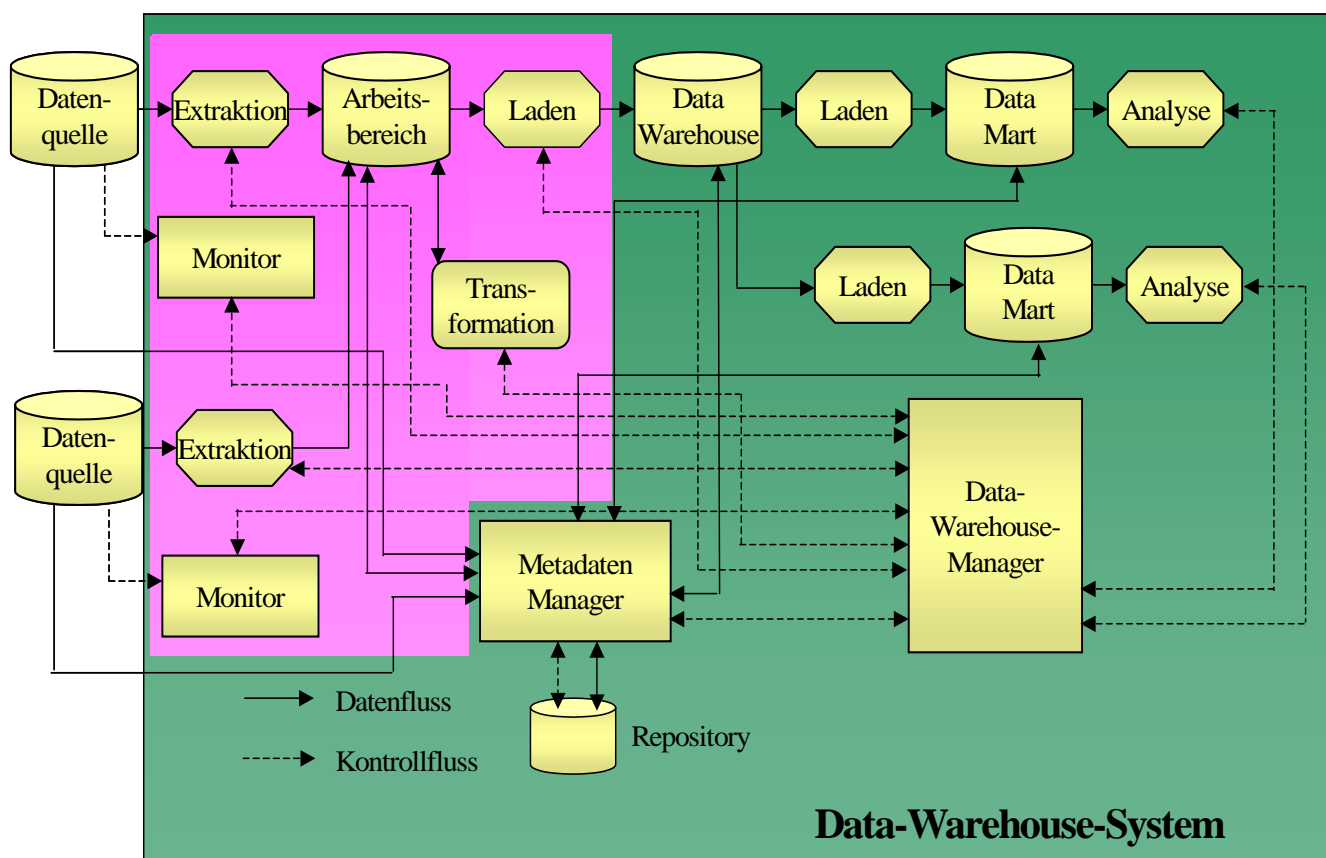 Daten-
quelle
Extraktion
Arbeits-
bereich
Laden
Data
Warehouse
Laden
Data
Mart
Analyse
Monitor
Trans-
formation
Laden
Data
Mart
Analyse
Daten-
quelle
Extraktion
Monitor
Metadaten
Manager
Data-
Warehouse-
Manager
Datenfluss
Kontrollfluss
Repository
Data-Warehouse-System